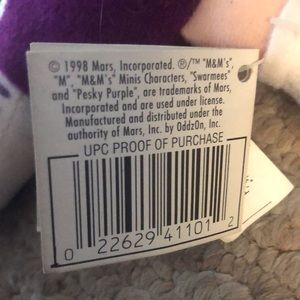 © 1998 Mars, Incorporated. ®/™ "M&M's",
"M", "M&M's" Minis Characters, "Swarmees"
and "Pesky Purple", are trademarks of Mars,
Incorporated and are used under license.
Manufactured and distributed under the
authority of Mars, Inc. by OddzOn, Inc.
UPC PROOF OF PURCHASE
0 22629 41101 2